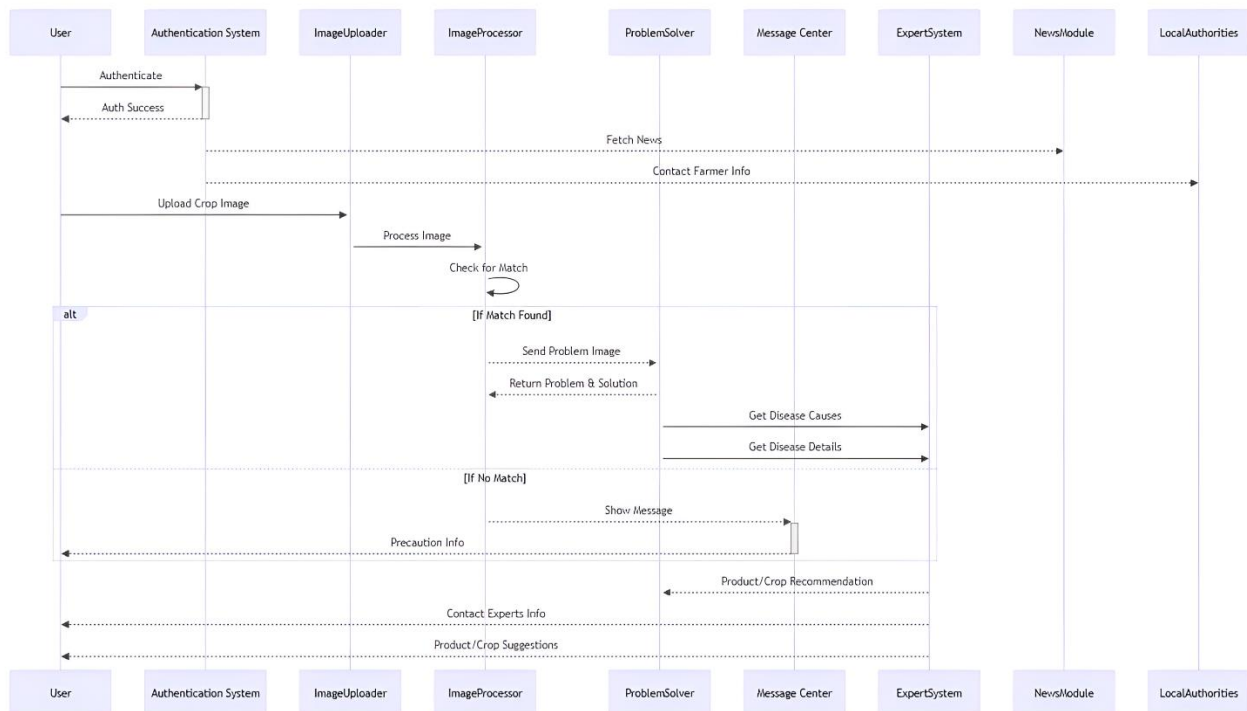 User Authentication System ImageUploader ImageProcessor ProblemSolver Message Center ExpertSystem NewsModule LocalAuthorities
Authenticate
Auth Success
Fetch News
Contact Farmer Info
Upload Crop Image
Process Image
Check for Match
alt [If Match Found]
Send Problem Image
Return Problem & Solution
Get Disease Causes
Get Disease Details
[If No Match]
Show Message
Precaution Info
Product/Crop Recommendation
Contact Experts Info
Product/Crop Suggestions
User Authentication System ImageUploader ImageProcessor ProblemSolver Message Center ExpertSystem NewsModule LocalAuthorities